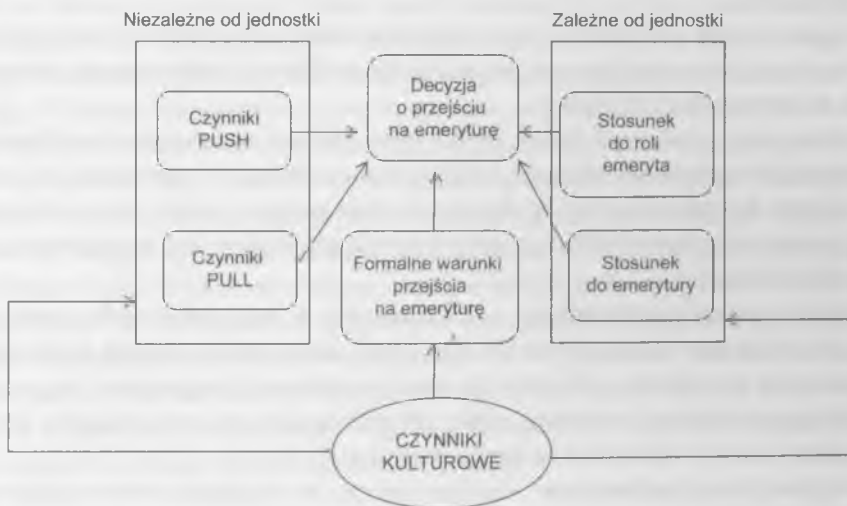 Niezależne od jednostki
Zależne od jednostki
Czynniki
PUSH
Decyzja
o przejściu
na emeryturę
Stosunek
do roli
emeryta
Czynniki
PULL
Formalne warunki
przejścia
na emeryturę
Stosunek
do emerytury
CZYNNIKI
KULTUROWE